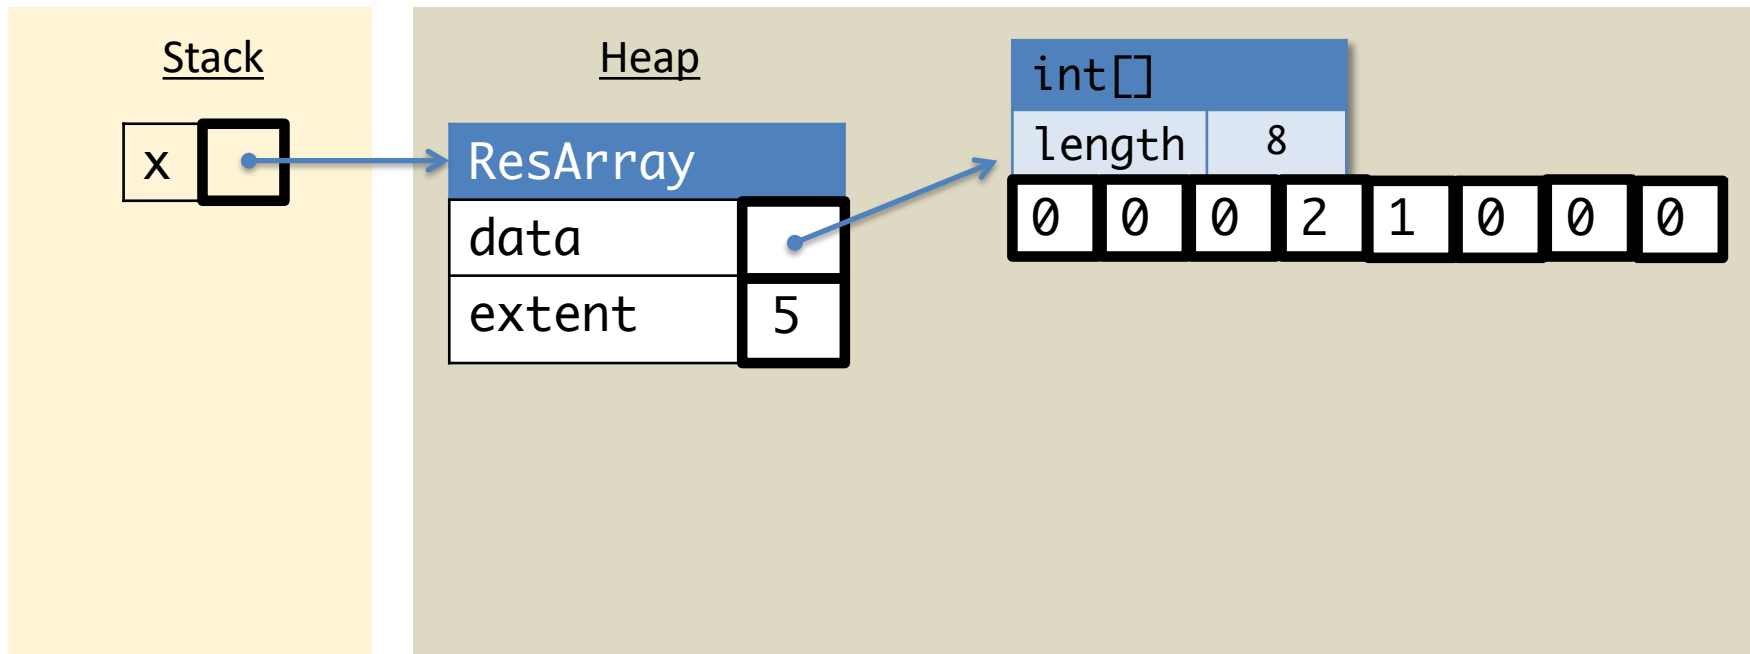 Stack
x
Heap
ResArray
data
extent 5
int[]
length 8
0 0 0 2 1 0 0 0